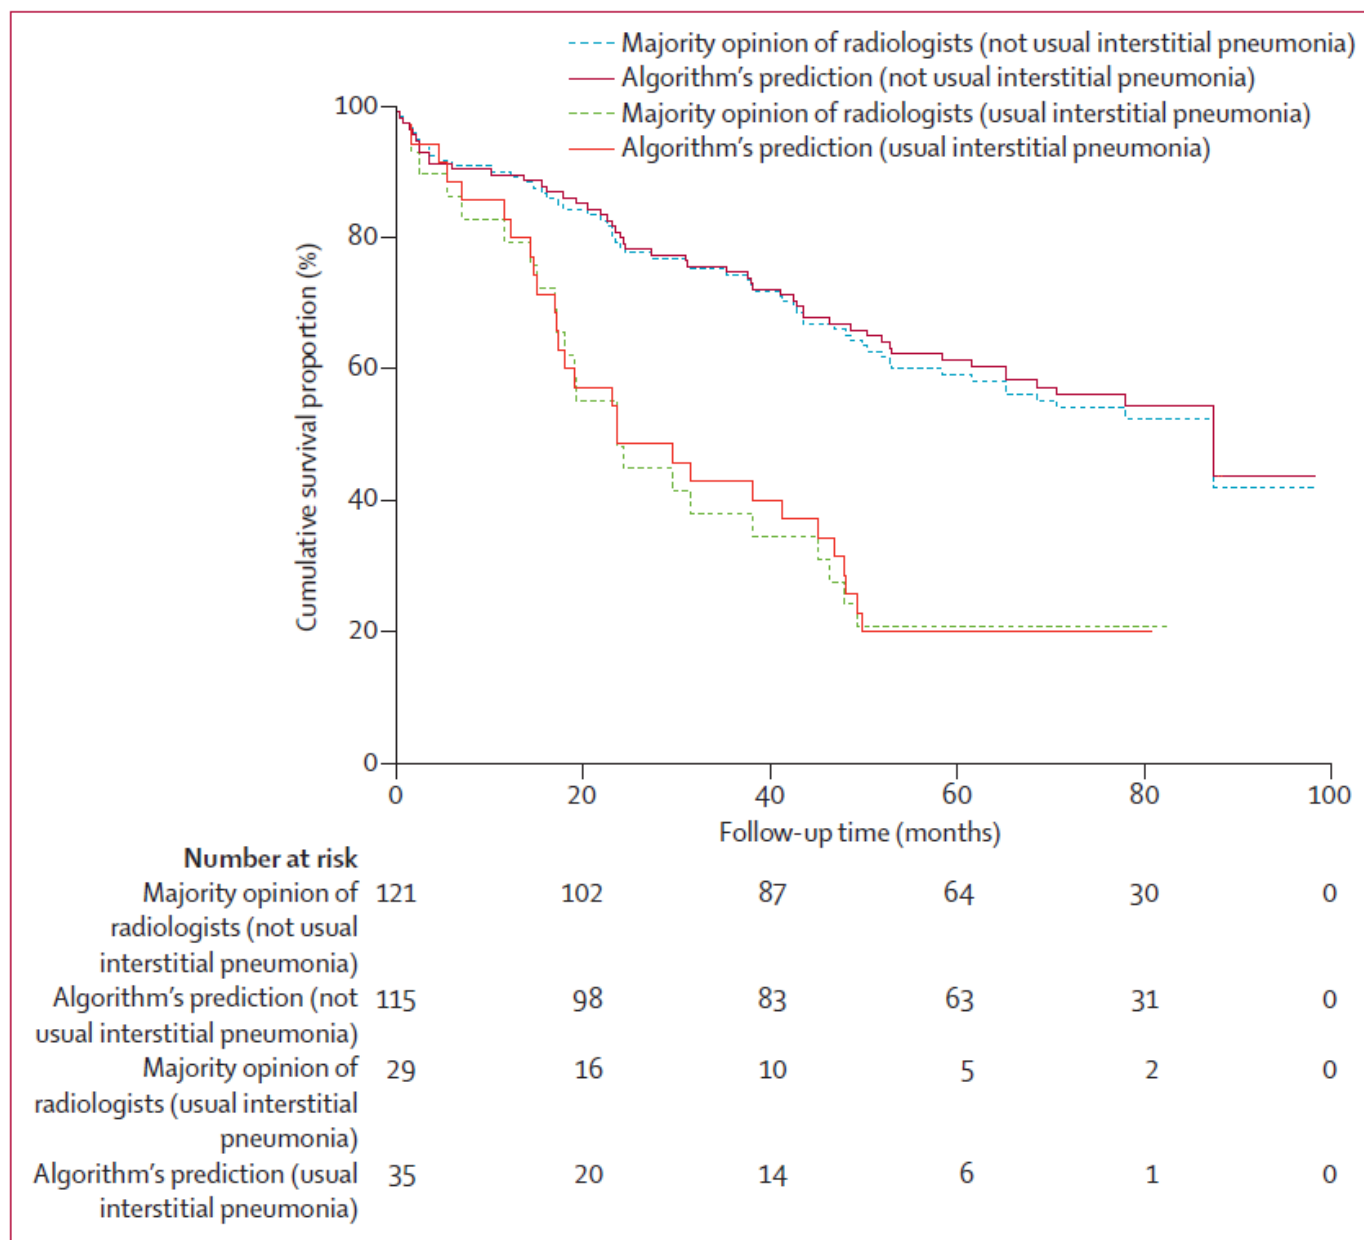 Majority opinion of radiologists (not usual interstitial pneumonia)
Algorithm's prediction (not usual interstitial pneumonia)
Majority opinion of radiologists (usual interstitial pneumonia)
Algorithm's prediction (usual interstitial pneumonia)
100
80
60
40
20
0
Cumulative survival proportion (%)
0 20 40 60 80 100
Follow-up time (months)
Number at risk
Majority opinion of 121 102 87 64 30 0
radiologists (not usual
interstitial pneumonia)
Algorithm's prediction (not 115 98 83 63 31 0
usual interstitial pneumonia)
Majority opinion of 29 16 10 5 2 0
radiologists (usual interstitial
pneumonia)
Algorithm's prediction (usual 35 20 14 6 1 0
interstitial pneumonia)